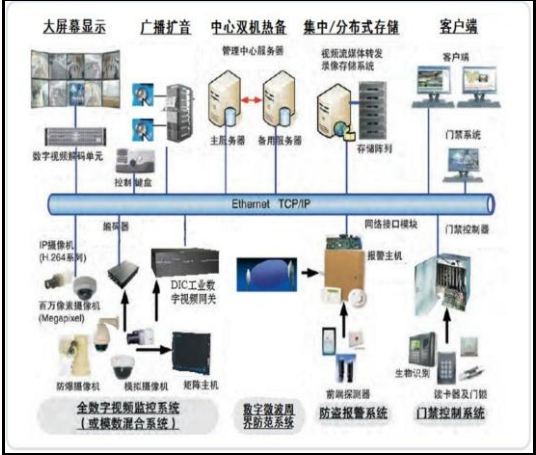 大屏幕显示
广播扩音
中心双机热备
集中/分布式存储
客户端
管理中心服务器
视频流媒体转发
录像存储系统
客户端
主服务器
备用服务器
门禁系统
数字视频解码单元
存储阵列
控制键盘
Ethernet TCP/IP
编码器
网络接口模块
门禁控制器
IP摄像机
(H.264系列)
报警主机
DIC工业数
字视频网关
百万像素摄像机
(Megapixel)
生物识别
防爆摄像机
模拟摄像机
矩阵主机
前端探测器
读卡器及门锁
全数字视频监控系统
(或模数混合系统)
数字微波周
界防范系统
防盗报警系统
门禁控制系统